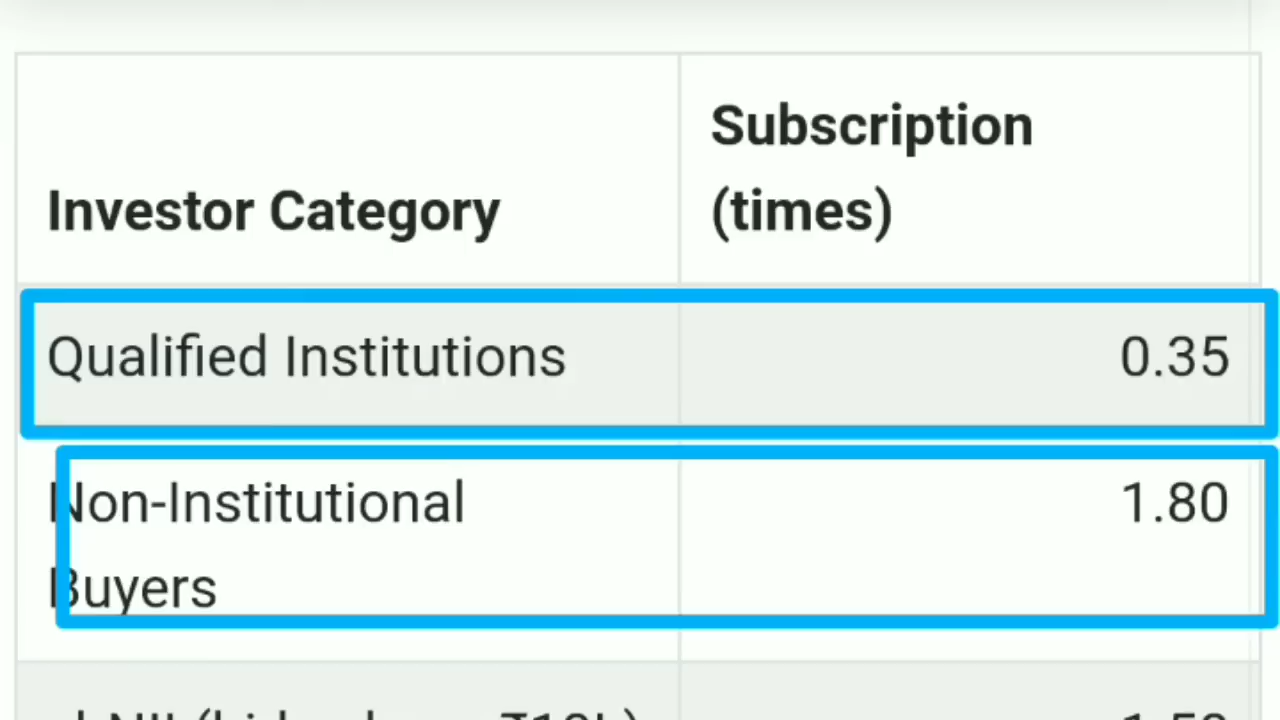 Subscription
(times)
Investor Category
Qualified Institutions 0.35
Non-Institutional 1.80
Buyers